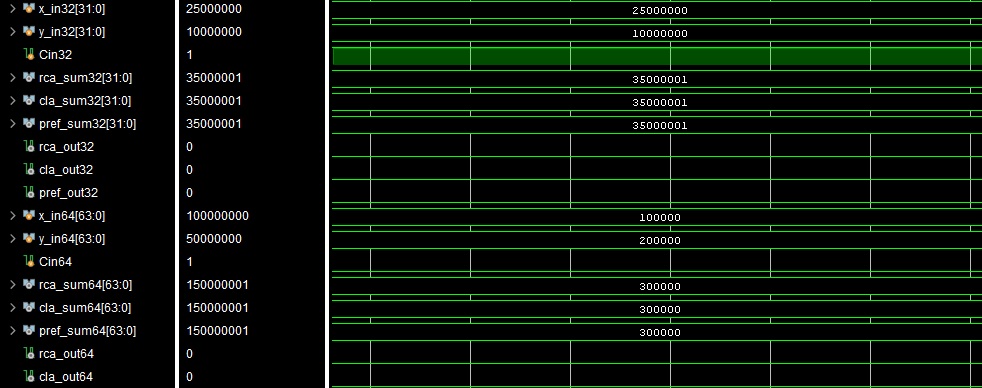 x_in32[31:0] 25000000 25000000
y_in32[31:0] 10000000 10000000
Cin32 1
rca_sum32[31:0] 35000001 35000001
cla_sum32[31:0] 35000001 35000001
pref_sum32[31:0] 35000001 35000001
rca_out32 0
cla_out32 0
pref_out32 0
x_in64[63:0] 100000000 100000
y_in64[63:0] 50000000 200000
Cin64 1
rca_sum64[63:0] 150000001 300000
cla_sum64[63:0] 150000001 300000
pref_sum64[63:0] 150000001 300000
rca_out64 0
cla_out64 0